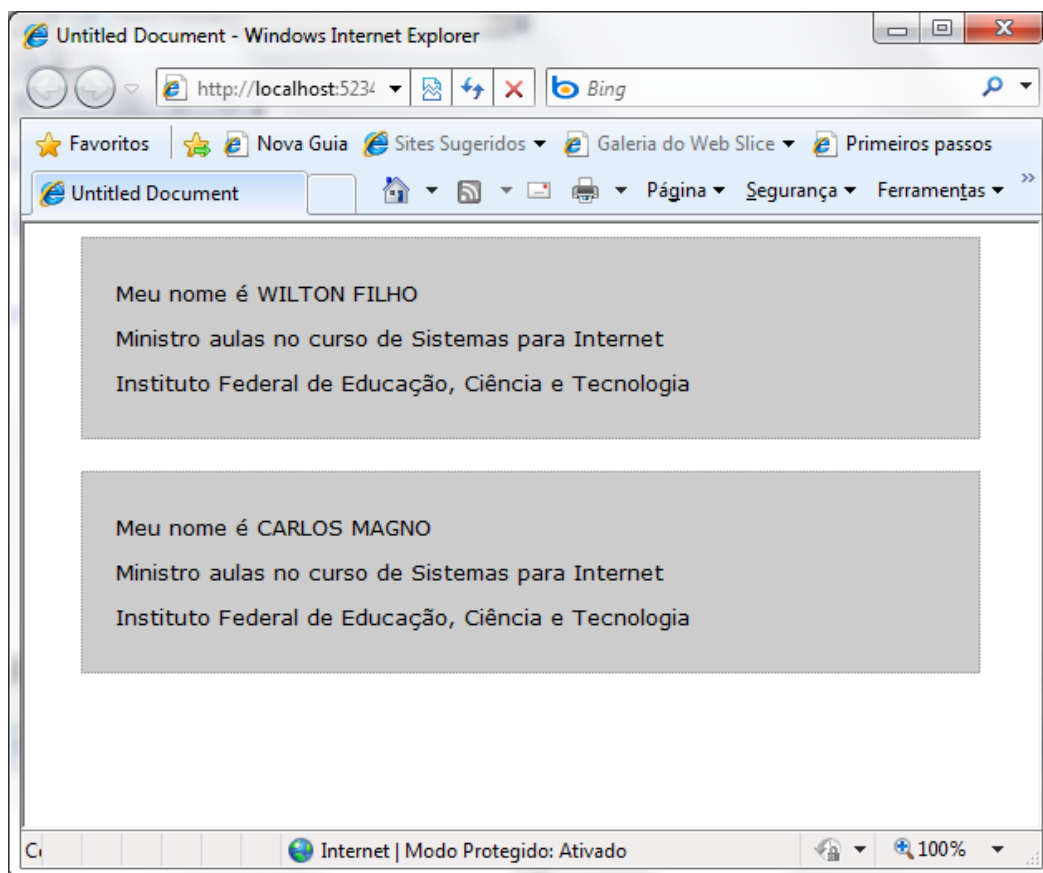 Untitled Document - Windows Internet Explorer
http://localhost:5234
Bing
Favoritos Nova Guia Sites Sugeridos Galeria do Web Slice Primeiros passos
Untitled Document Página Segurança Ferramentas
Meu nome é WILTON FILHO
Ministro aulas no curso de Sistemas para Internet
Instituto Federal de Educação, Ciência e Tecnologia
Meu nome é CARLOS MAGNO
Ministro aulas no curso de Sistemas para Internet
Instituto Federal de Educação, Ciência e Tecnologia
Internet | Modo Protegido: Ativado 100%